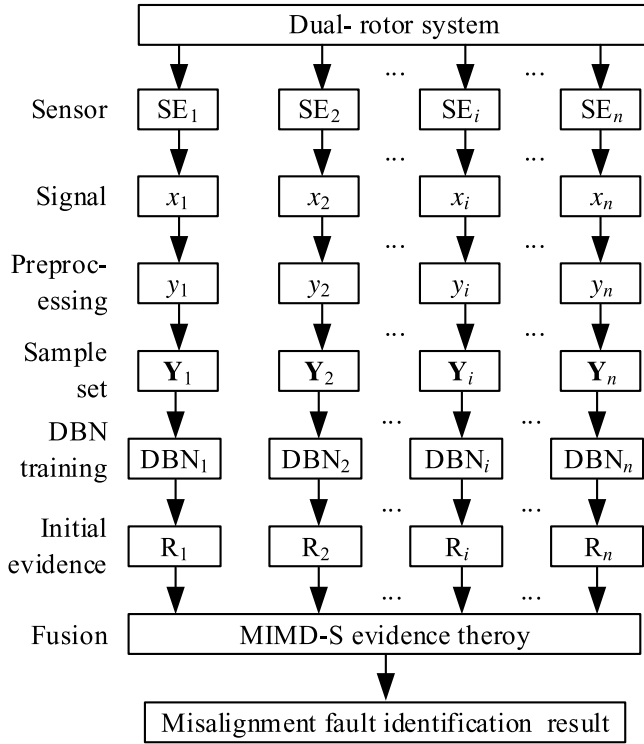 Dual- rotor system
... ...
Sensor SE1 SE2 SEi SEn
... ...
Signal x1 x2 xi xn
... ...
Preproc-
essing y1 y2 yi yn
... ...
Sample
set Y1 Y2 Yi Yn
... ...
DBN
training DBN1 DBN2 DBNi DBNn
... ...
Initial
evidence R1 R2 Ri Rn
... ...
Fusion MIMD-S evidence theroy
Misalignment fault identification result